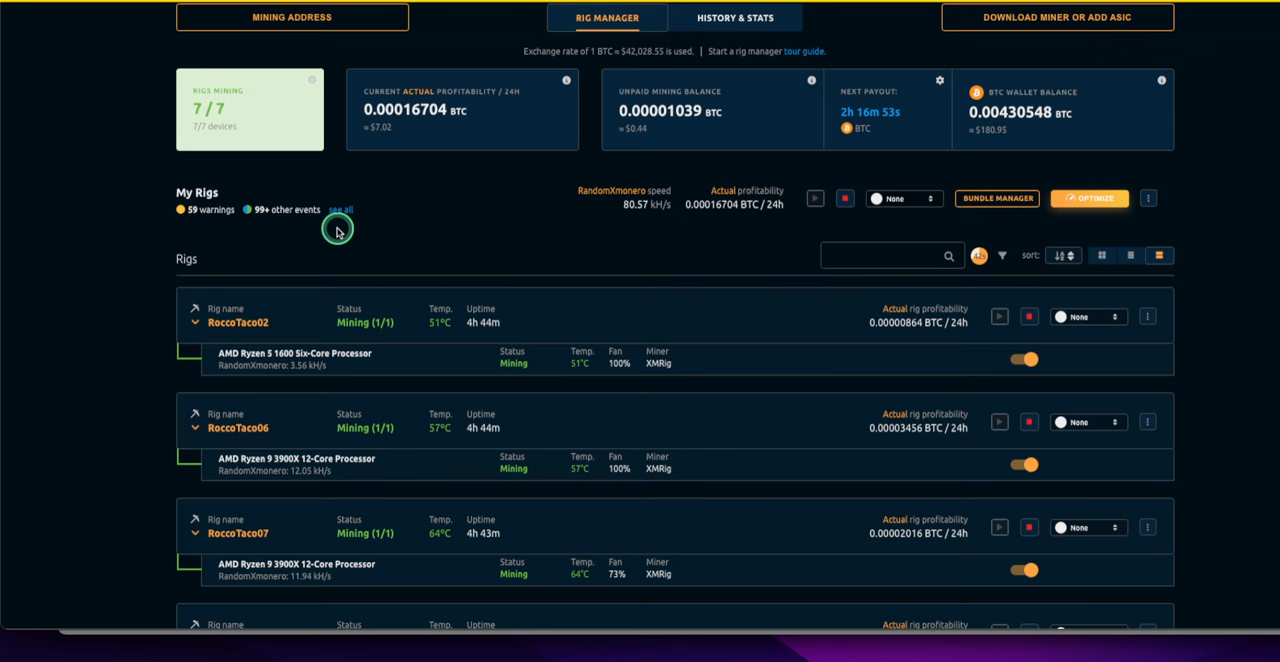 MINING ADDRESS
RIG MANAGER
HISTORY & STATS
DOWNLOAD MINER OR ADD ASIC
Exchange rate of 1 BTC ≈ $42,028.55 is used. | Start a rig manager tour guide.
RIGS MINING
7 / 7
7/7 devices
CURRENT ACTUAL PROFITABILITY / 24H
0.00016704 BTC
≈ $7.02
UNPAID MINING BALANCE
0.00001039 BTC
≈ $0.44
NEXT PAYOUT:
2h 16m 53s
BTC
BTC WALLET BALANCE
0.00430548 BTC
≈ $180.95
My Rigs
59 warnings 99+ other events see all
RandomXmonero speed
80.57 kH/s
Actual profitability
0.00016704 BTC / 24h
None
BUNDLE MANAGER
OPTIMIZE
Rigs
42s
sort:
Rig name Status Temp. Uptime Actual rig profitability
RoccoTaco02 Mining (1/1) 51°C 4h 44m 0.00000864 BTC / 24h None
AMD Ryzen 5 1600 Six-Core Processor Status Temp. Fan Miner
RandomXmonero: 3.56 kH/s Mining 51°C 100% XMRig
Rig name Status Temp. Uptime Actual rig profitability
RoccoTaco06 Mining (1/1) 57°C 4h 44m 0.00003456 BTC / 24h None
AMD Ryzen 9 3900X 12-Core Processor Status Temp. Fan Miner
RandomXmonero: 12.05 kH/s Mining 57°C 100% XMRig
Rig name Status Temp. Uptime Actual rig profitability
RoccoTaco07 Mining (1/1) 64°C 4h 43m 0.00002016 BTC / 24h None
AMD Ryzen 9 3900X 12-Core Processor Status Temp. Fan Miner
RandomXmonero: 11.94 kH/s Mining 64°C 73% XMRig
Rig name Status Temp. Uptime Actual rig profitability